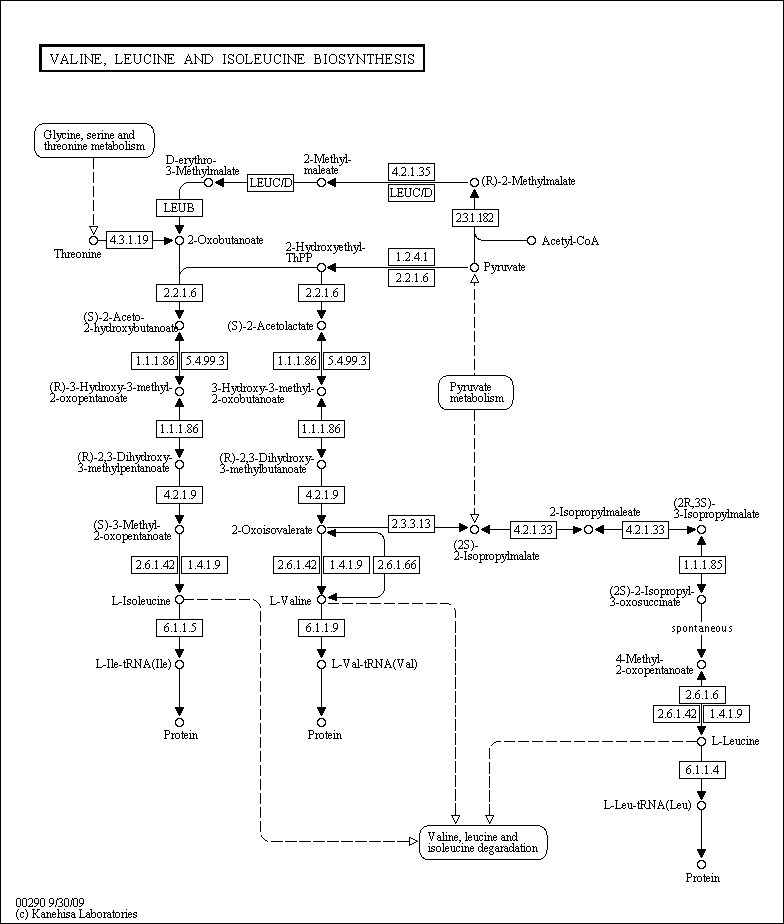 VALINE, LEUCINE AND ISOLEUCINE BIOSYNTHESIS
Glycine, serine and
threonine metabolism
D-erythro-
3-Methylmalate
LEUC/D
2-Methyl-
maleate
4.2.1.35
LEUC/D
(R)-2-Methylmalate
LEUB
2.3.1.182
Threonine
4.3.1.19
2-Oxobutanoate
Acetyl-CoA
2-Hydroxyethyl-
ThPP
1.2.4.1
2.2.1.6
Pyruvate
2.2.1.6
2.2.1.6
(S)-2-Aceto-
2-hydroxybutanoate
(S)-2-Acetolactate
1.1.1.86
5.4.99.3
1.1.1.86
5.4.99.3
(R)-3-Hydroxy-3-methyl-
2-oxopentanoate
3-Hydroxy-3-methyl-
2-oxobutanoate
Pyruvate
metabolism
1.1.1.86
1.1.1.86
(R)-2,3-Dihydroxy-
3-methylpentanoate
(R)-2,3-Dihydroxy-
3-methylbutanoate
4.2.1.9
4.2.1.9
(S)-3-Methyl-
2-oxopentanoate
2-Oxoisovalerate
2.3.3.13
(2S)-
2-Isopropylmalate
4.2.1.33
2-Isopropylmaleate
4.2.1.33
(2R,3S)-
3-Isopropylmalate
2.6.1.42
1.4.1.9
2.6.1.42
1.4.1.9
2.6.1.66
1.1.1.85
L-Isoleucine
L-Valine
(2S)-2-Isopropyl-
3-oxosuccinate
6.1.1.5
6.1.1.9
spontaneous
L-Ile-tRNA(Ile)
L-Val-tRNA(Val)
4-Methyl-
2-oxopentanoate
2.6.1.6
2.6.1.42
1.4.1.9
Protein
Protein
L-Leucine
6.1.1.4
L-Leu-tRNA(Leu)
Valine, leucine and
isoleucine degaradation
Protein
00290 9/30/09
(c) Kanehisa Laboratories